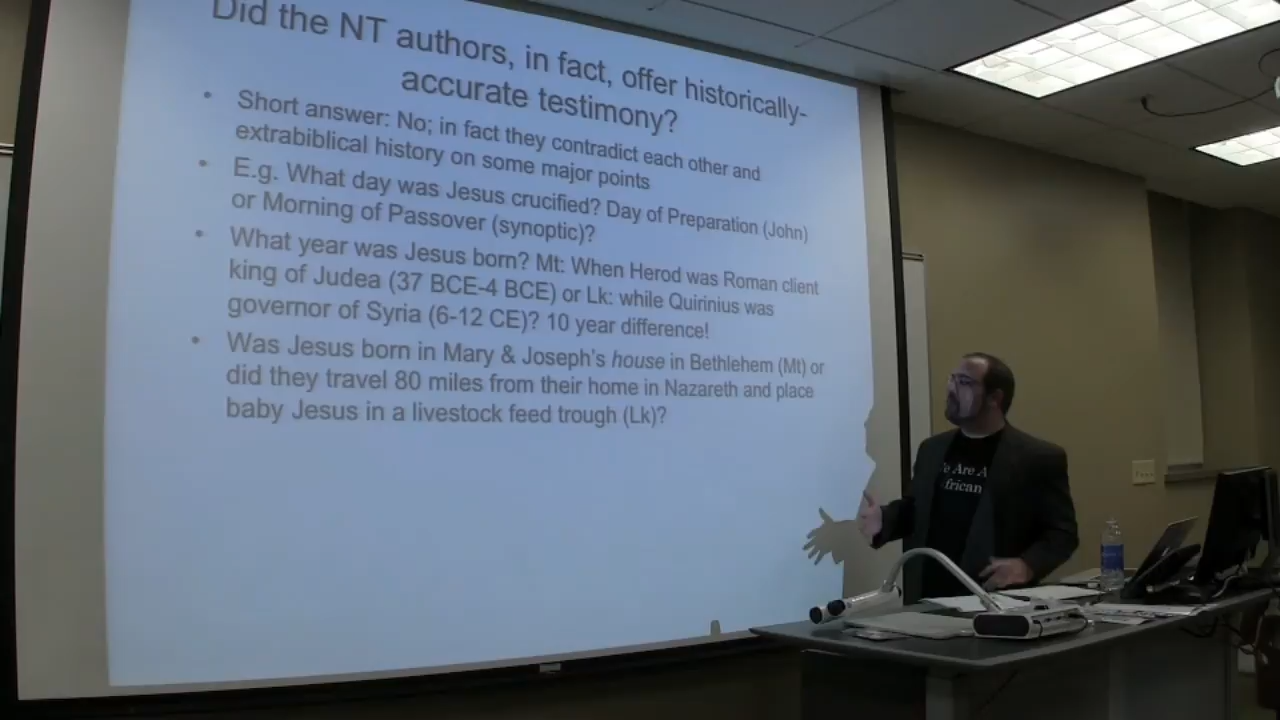 Did the NT authors, in fact, offer historically-
accurate testimony?
• Short answer: No; in fact they contradict each other and
extrabiblical history on some major points
• E.g. What day was Jesus crucified? Day of Preparation (John)
or Morning of Passover (synoptic)?
• What year was Jesus born? Mt: When Herod was Roman client
king of Judea (37 BCE-4 BCE) or Lk: while Quirinius was
governor of Syria (6-12 CE)? 10 year difference!
• Was Jesus born in Mary & Joseph's house in Bethlehem (Mt) or
did they travel 80 miles from their home in Nazareth and place
baby Jesus in a livestock feed trough (Lk)?
e Are A
frican